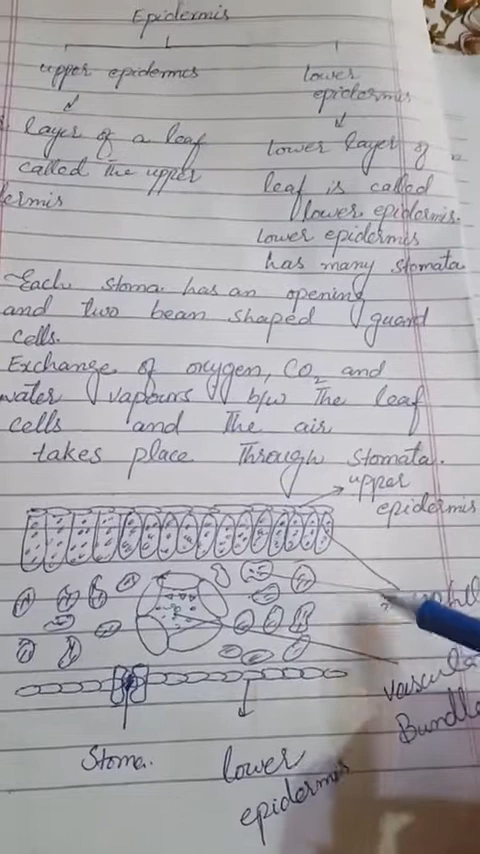 Epidermis
upper epidermis
layer of a leaf
called the upper
dermis
lower
epidermis
Lower layer of
leaf is called
lower epidermis.
lower epidermis
has many stomata
Each stoma has an opening
and two bean shaped guard
cells.
Exchange of oxygen, CO2 and
water vapours b/w The leaf
cells and The air
takes place Through stomata.
upper
epidermis
vascula
Bundle
Stoma.
lower
epidermis